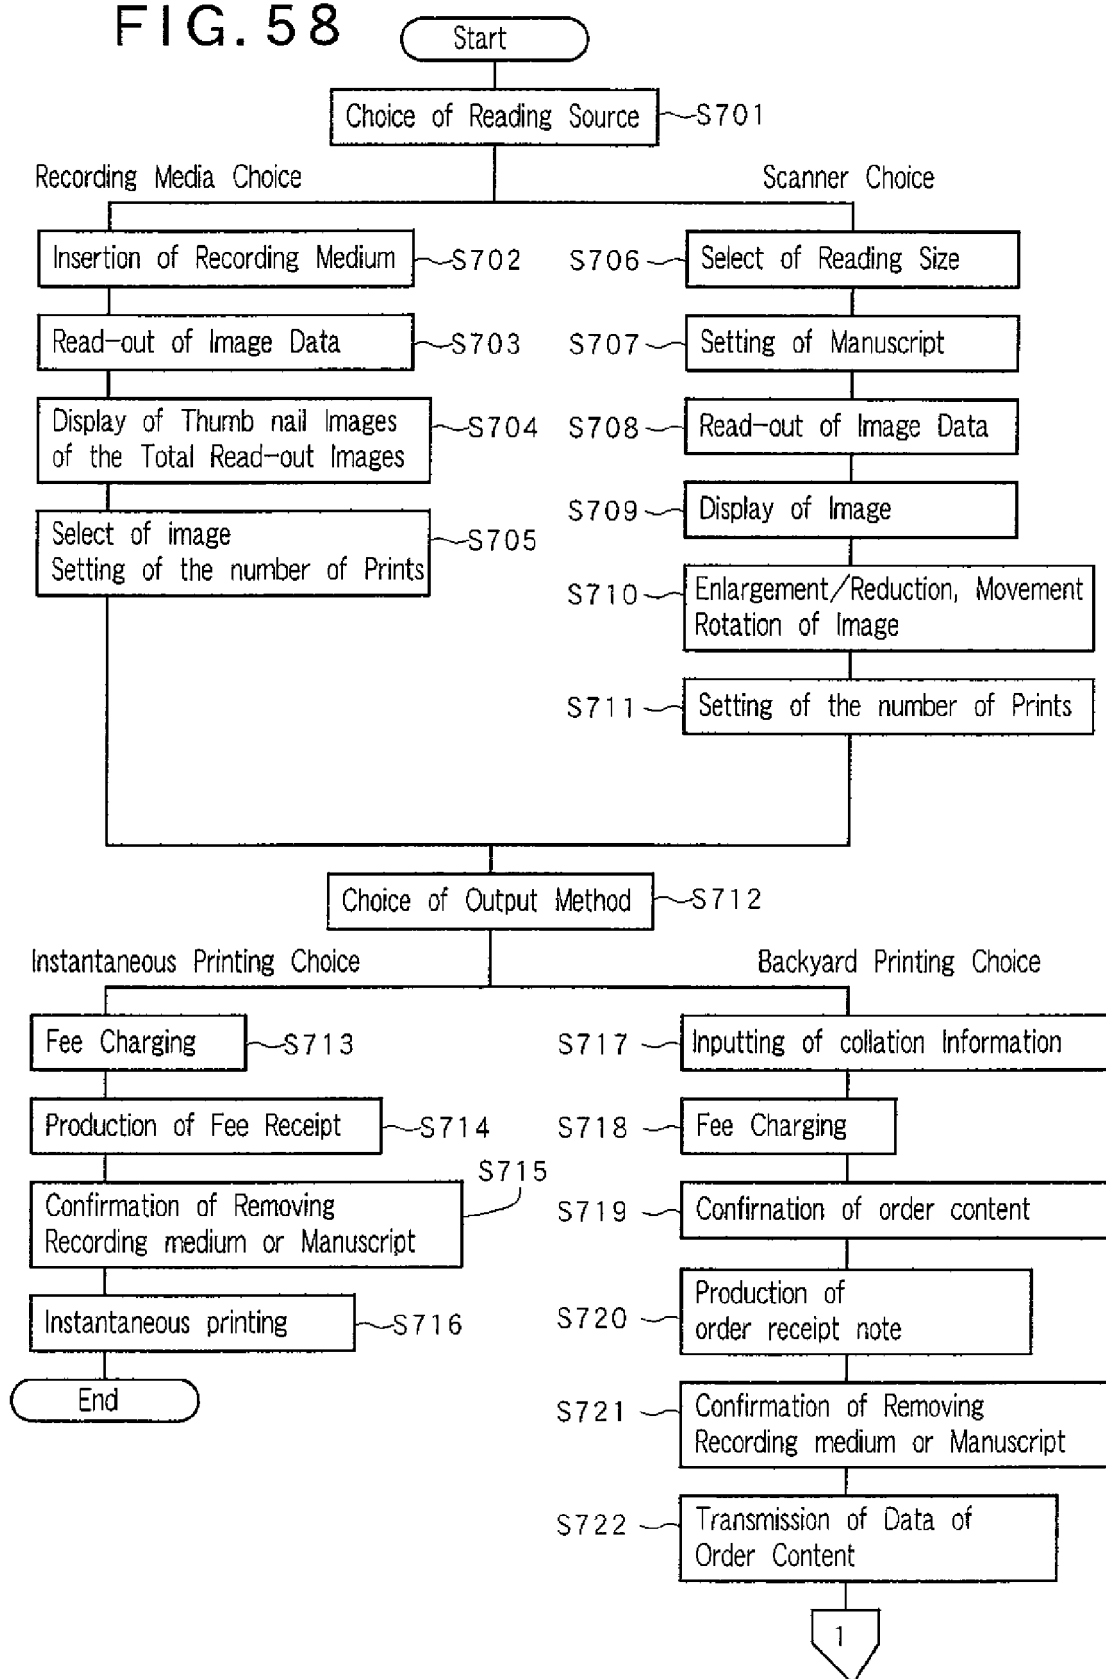 FIG. 58
Start
Choice of Reading Source
S701
Recording Media Choice
Scanner Choice
Insertion of Recording Medium
S702
S706
Select of Reading Size
Read-out of Image Data
S703
S707
Setting of Manuscript
Display of Thumb nail Images
of the Total Read-out Images
S704
S708
Read-out of Image Data
S709
Display of Image
Select of image
Setting of the number of Prints
S705
S710
Enlargement/Reduction, Movement
Rotation of Image
S711
Setting of the number of Prints
Choice of Output Method
S712
Instantaneous Printing Choice
Backyard Printing Choice
Fee Charging
S713
S717
Inputting of collation Information
Production of Fee Receipt
S714
S718
Fee Charging
S715
Confirmation of Removing
Recording medium or Manuscript
S719
Confirnation of order content
Instantaneous printing
S716
S720
Production of
order receipt note
End
S721
Confirmation of Removing
Recording medium or Manuscript
S722
Transmission of Data of
Order Content
1